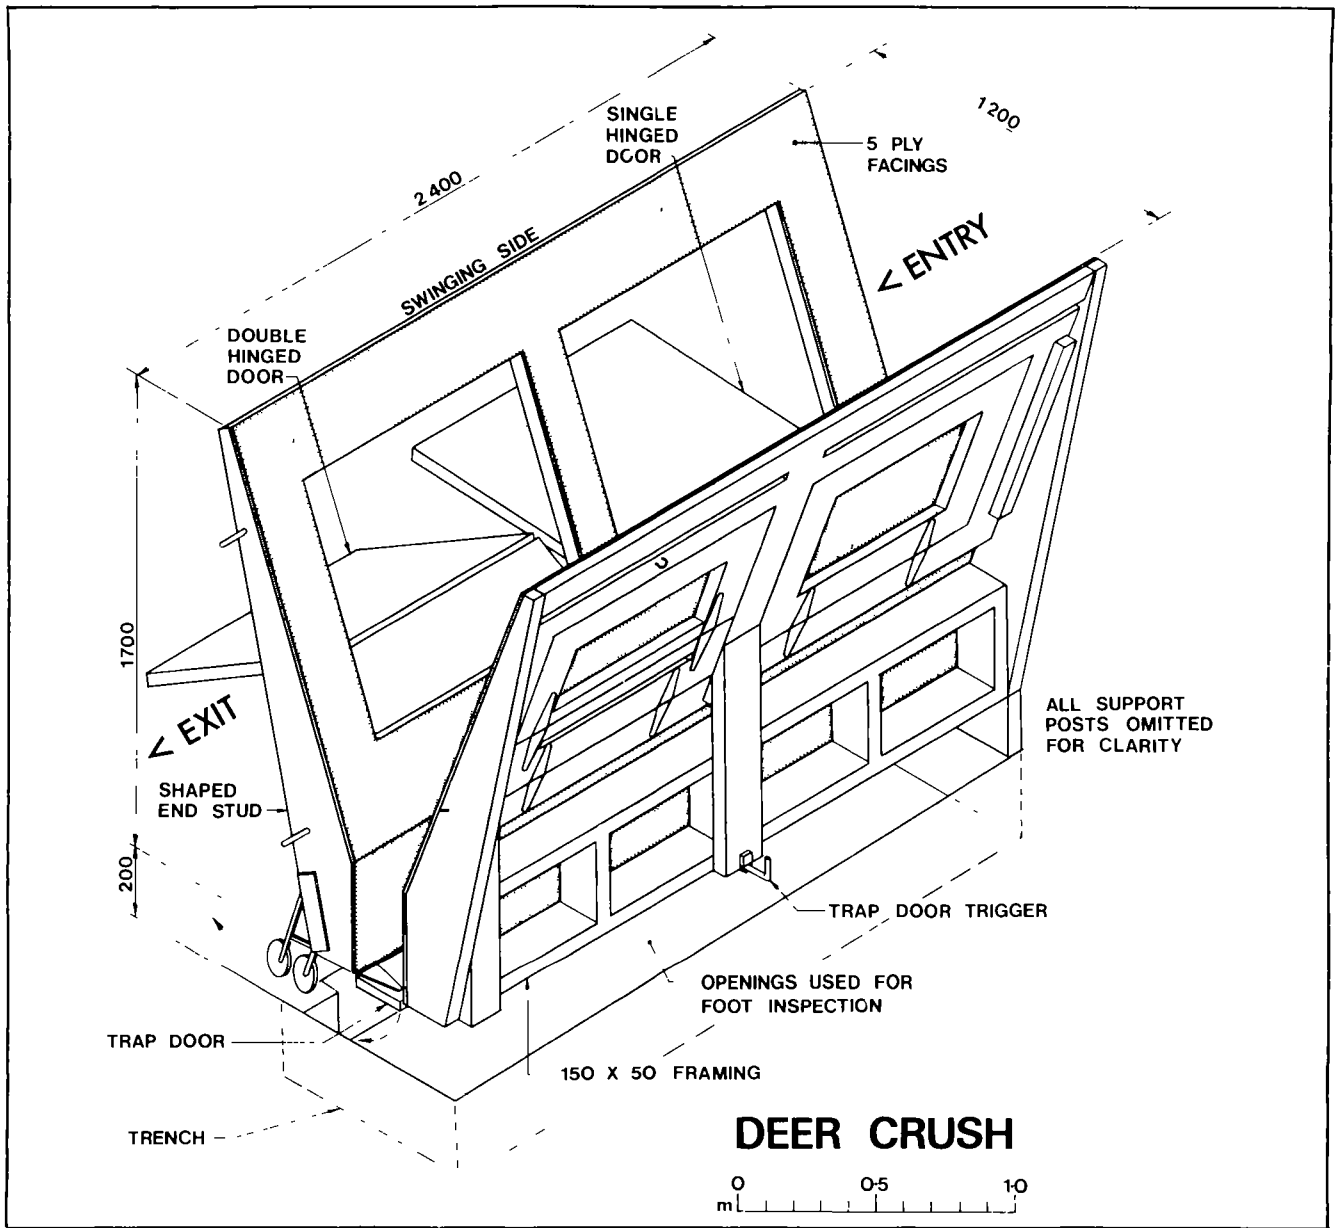 SINGLE
HINGED
DOOR
1200
5 PLY
FACINGS
2400
< ENTRY
SWINGING SIDE
DOUBLE
HINGED
DOOR
1700
< EXIT
ALL SUPPORT
POSTS OMITTED
FOR CLARITY
SHAPED
END STUD
200
TRAP DOOR TRIGGER
OPENINGS USED FOR
FOOT INSPECTION
TRAP DOOR
150 X 50 FRAMING
TRENCH
DEER CRUSH
0 0·5 1·0
m